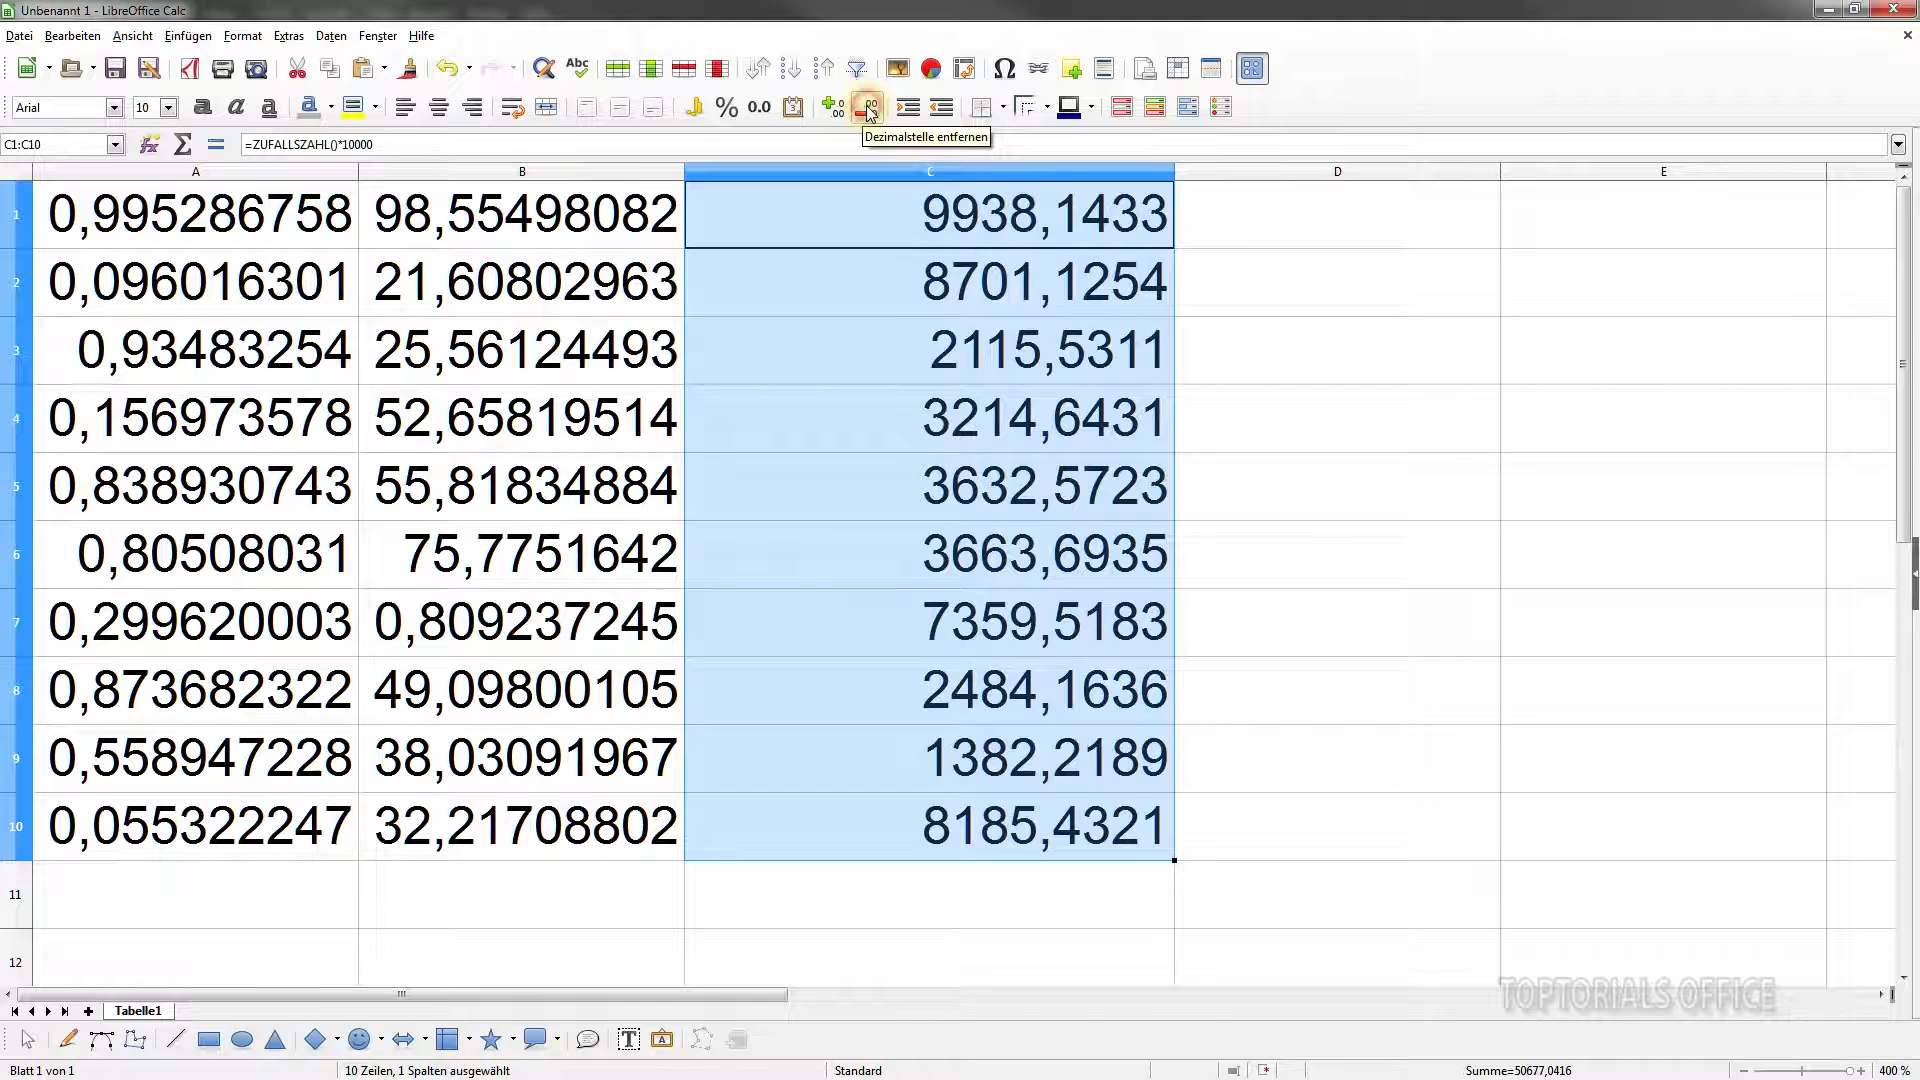 Unbenannt 1 - LibreOffice Calc
Datei Bearbeiten Ansicht Einfügen Format Extras Daten Fenster Hilfe
Abc
Arial 10 a a a a % 0.0
Dezimalstelle entfernen
C1:C10 =ZUFALLSZAHL()*10000
A B C D E
1 0,995286758 98,55498082 9938,1433
2 0,096016301 21,60802963 8701,1254
3 0,93483254 25,56124493 2115,5311
4 0,156973578 52,65819514 3214,6431
5 0,838930743 55,81834884 3632,5723
6 0,80508031 75,7751642 3663,6935
7 0,299620003 0,809237245 7359,5183
8 0,873682322 49,09800105 2484,1636
9 0,558947228 38,03091967 1382,2189
10 0,055322247 32,21708802 8185,4321
11
12
TOPTORIALS OFFICE
Tabelle1
Blatt 1 von 1 10 Zeilen, 1 Spalten ausgewählt Standard Summe=50677,0416 400 %